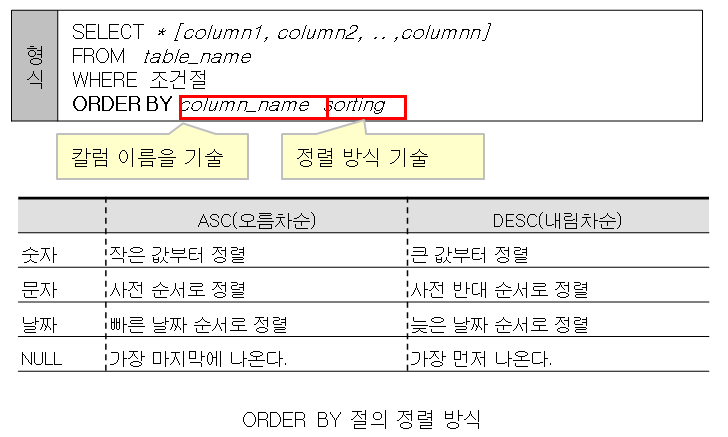 형식
SELECT * [column1, column2, .. ,columnn]
FROM table_name
WHERE 조건절
ORDER BY column_name sorting
칼럼 이름을 기술
정렬 방식 기술
ASC(오름차순) DESC(내림차순)
숫자 작은 값부터 정렬 큰 값부터 정렬
문자 사전 순서로 정렬 사전 반대 순서로 정렬
날짜 빠른 날짜 순서로 정렬 늦은 날짜 순서로 정렬
NULL 가장 마지막에 나온다. 가장 먼저 나온다.
ORDER BY 절의 정렬 방식